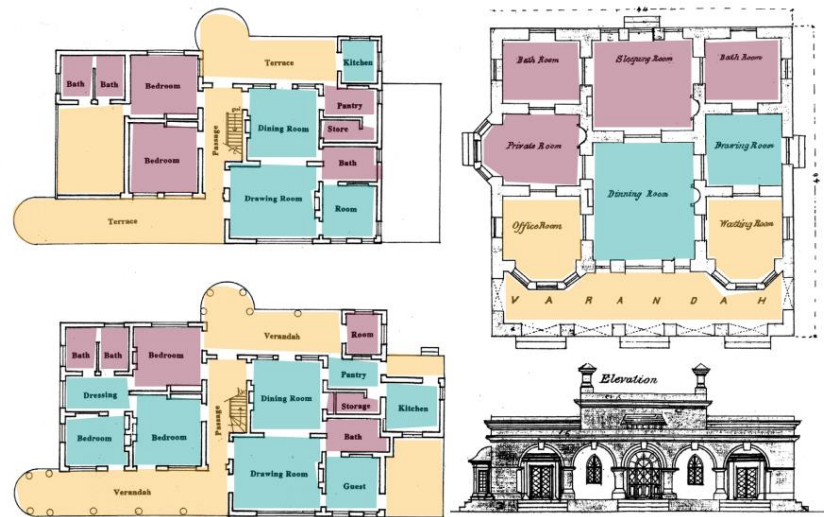 Terrace
Kitchen
Bath
Bath
Bedroom
Pantry
Dining Room
Store
Passage
Bedroom
Bath
Drawing Room
Room
Terrace
Bath Room
Sleeping Room
Bath Room
Private Room
Drawing Room
Dinning Room
Office Room
Waitting Room
VARANDAH
Verandah
Room
Bath
Bath
Bedroom
Pantry
Dressing
Dining Room
Storage
Kitchen
Passage
Bedroom
Bedroom
Bath
Drawing Room
Guest
Verandah
Elevation